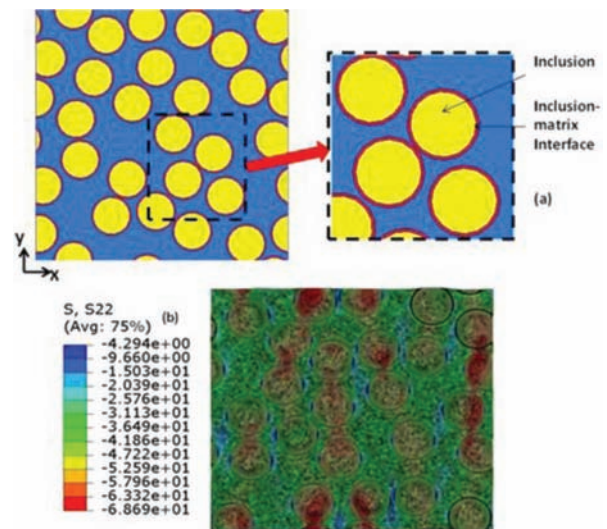 Inclusion
Inclusion-
matrix
Interface
(a)
y
x
S, S22
(Avg: 75%)
(b)
-4.294e+00
-9.660e+00
-1.503e+01
-2.039e+01
-2.576e+01
-3.113e+01
-3.649e+01
-4.186e+01
-4.722e+01
-5.259e+01
-5.796e+01
-6.332e+01
-6.869e+01